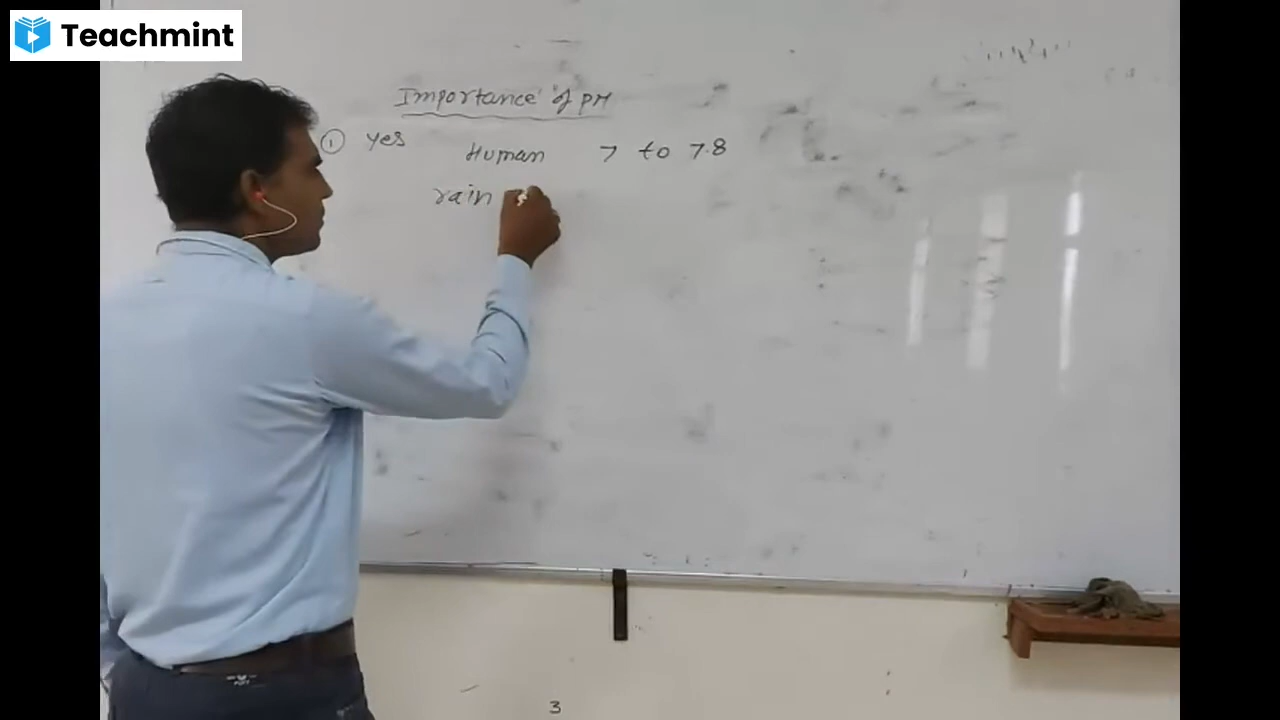 Teachmint
Importance of PH
① Yes
Human 7 to 7.8
rain
3